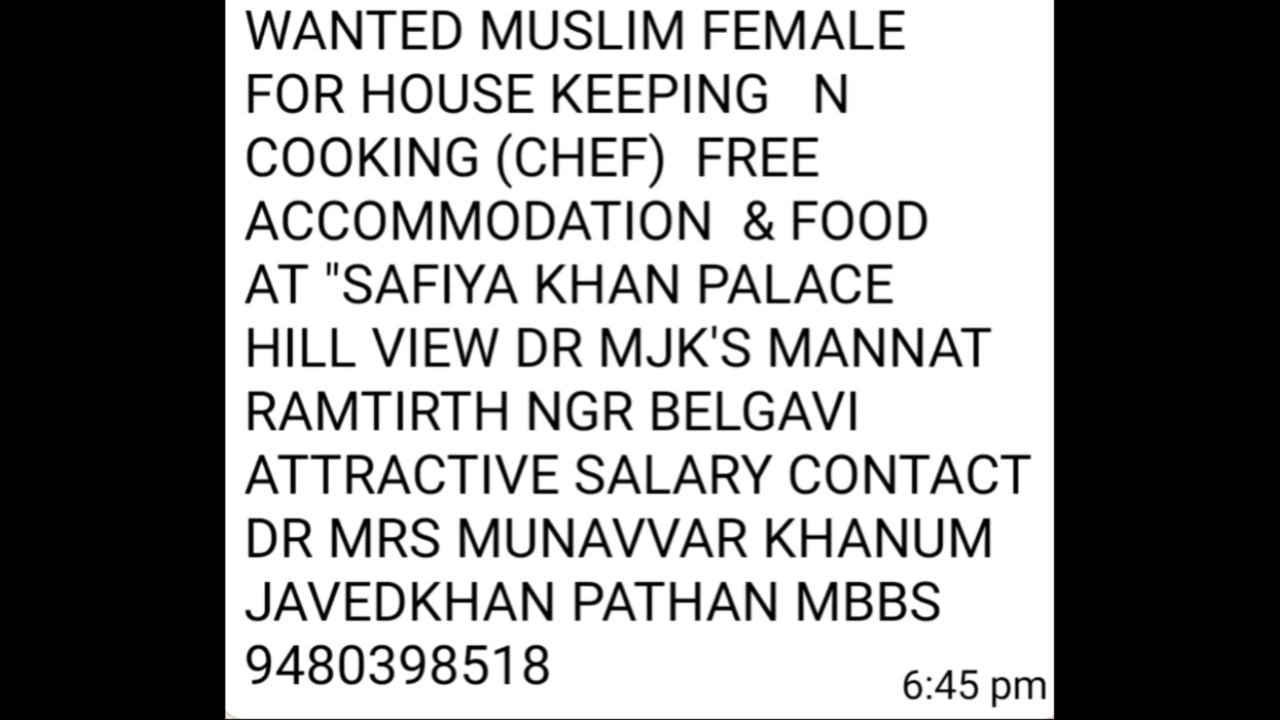 WANTED MUSLIM FEMALE
FOR HOUSE KEEPING   N
COOKING (CHEF)  FREE
ACCOMMODATION  & FOOD
AT "SAFIYA KHAN PALACE
HILL VIEW DR MJK'S MANNAT
RAMTIRTH NGR BELGAVI
ATTRACTIVE SALARY CONTACT
DR MRS MUNAVVAR KHANUM
JAVEDKHAN PATHAN MBBS
9480398518
6:45 pm